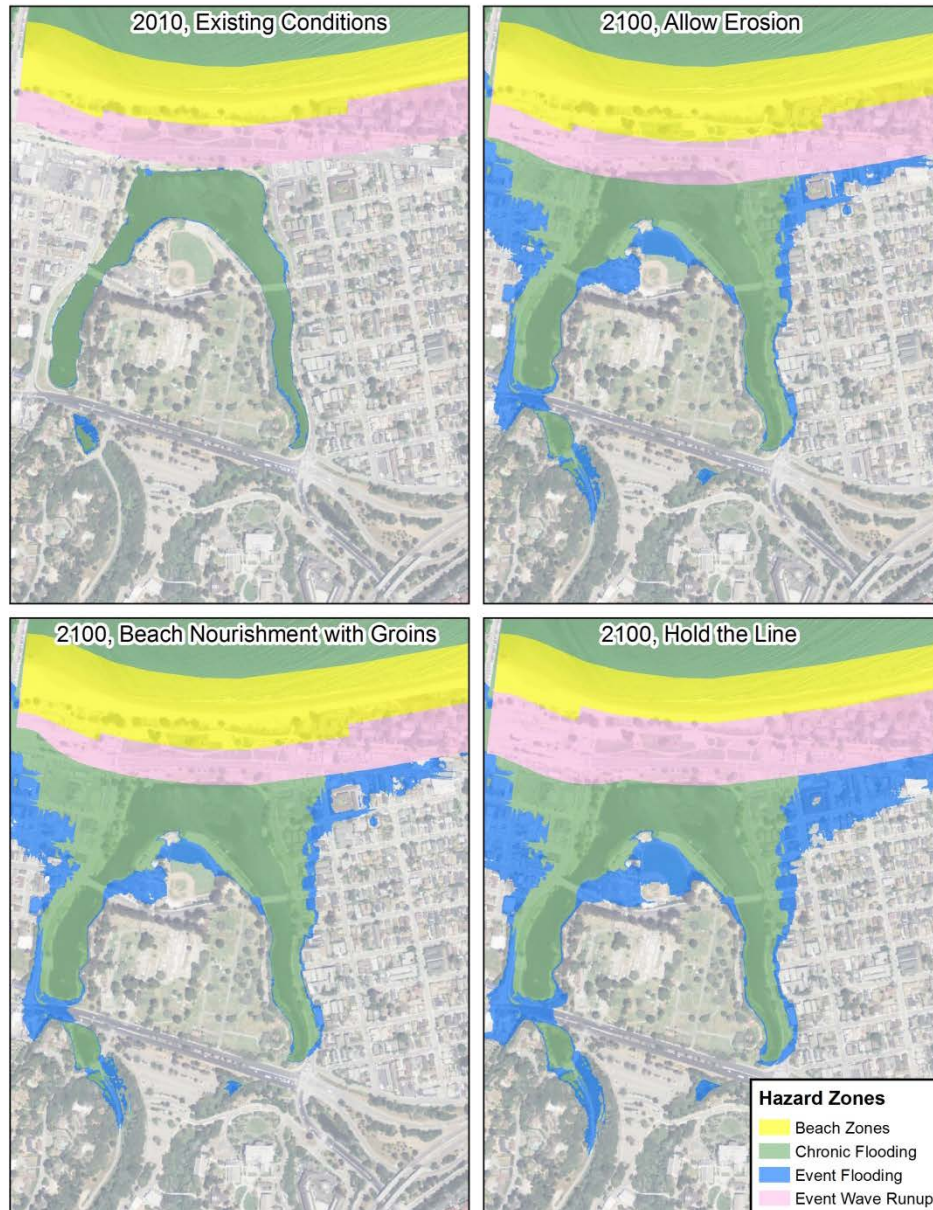 2010, Existing Conditions
2100, Allow Erosion
2100, Beach Nourishment with Groins
2100, Hold the Line
Hazard Zones
Beach Zones
Chronic Flooding
Event Flooding
Event Wave Runup